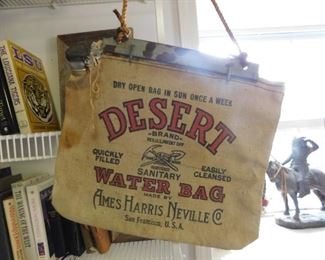 DRY OPEN BAG IN SUN ONCE A WEEK
DESERT
BRAND
QUICKLY
FILLED
EASILY
CLEANSED
SANITARY
WATER BAG
MADE BY
AMES HARRIS NEVILLE CO
San Francisco, U.S.A.
LSU